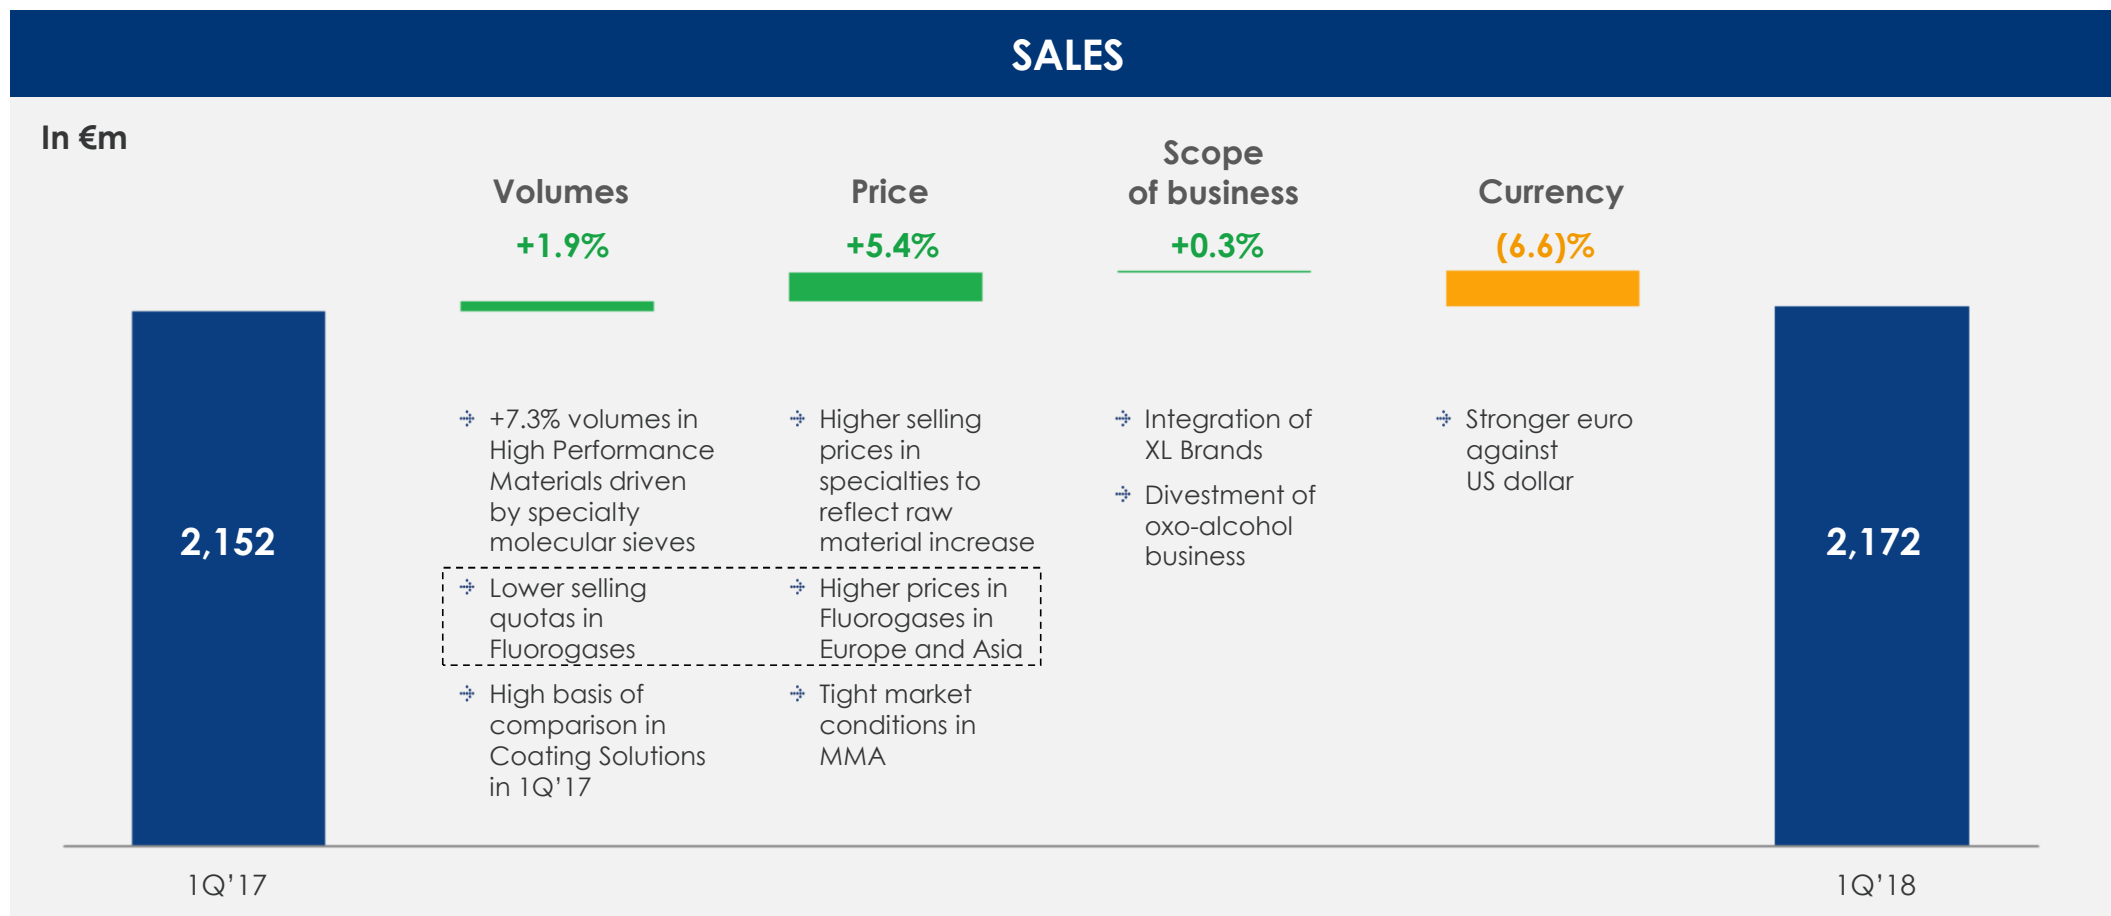 SALES
In €m
Volumes
+1.9%
Price
+5.4%
Scope
of business
+0.3%
Currency
(6.6)%
2,152
+7.3% volumes in
High Performance
Materials driven
by specialty
molecular sieves
Lower selling
quotas in
Fluorogases
High basis of
comparison in
Coating Solutions
in 1Q’17
Higher selling
prices in
specialties to
reflect raw
material increase
Higher prices in
Fluorogases in
Europe and Asia
Tight market
conditions in
MMA
Integration of
XL Brands
Divestment of
oxo-alcohol
business
Stronger euro
against
US dollar
2,172
1Q’17
1Q’18